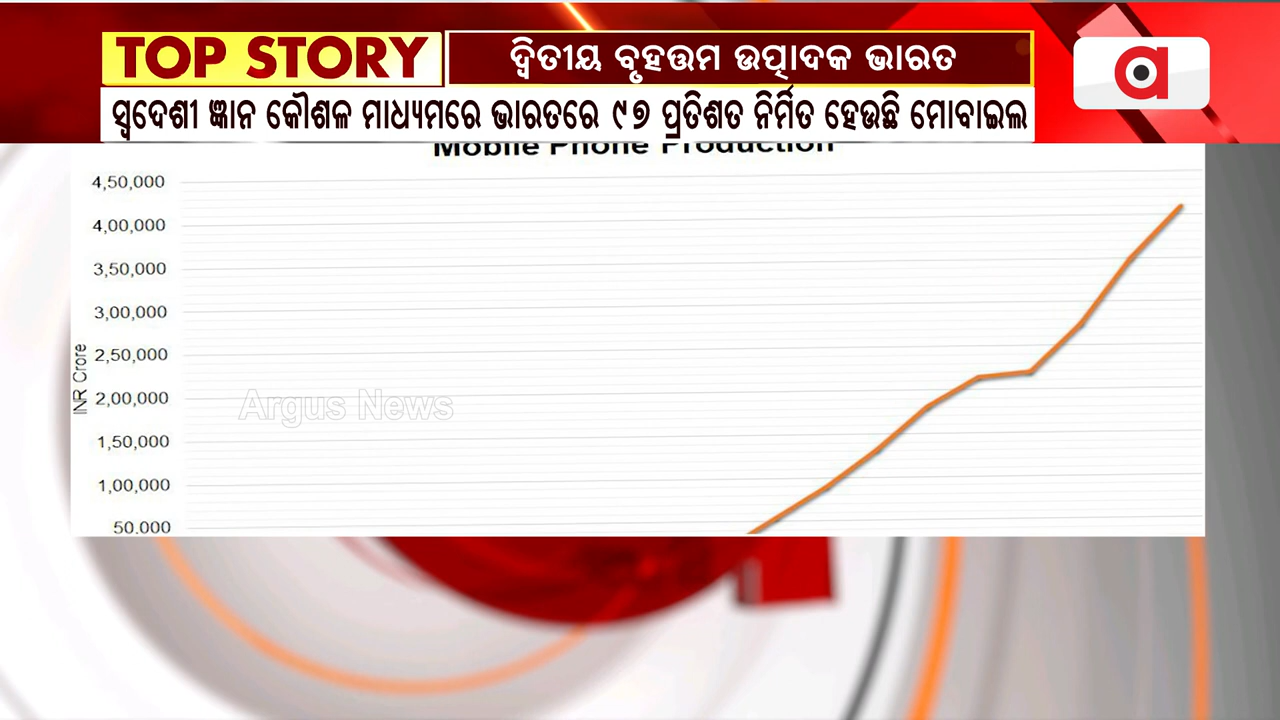 TOP STORY
ଦ୍ୱିତୀୟ ବୃହତ୍ତମ ଉତ୍ପାଦକ ଭାରତ
ସ୍ୱଦେଶୀ ଜ୍ଞାନ କୌଶଳ ମାଧ୍ୟମରେ ଭାରତରେ ୯୭ ପ୍ରତିଶତ ନିର୍ମିତ ହେଉଛି ମୋବାଇଲ
Mobile Phone Production
4,50,000
4,00,000
3,50,000
3,00,000
2,50,000
2,00,000
1,50,000
1,00,000
50,000
INR Crore
Argus News